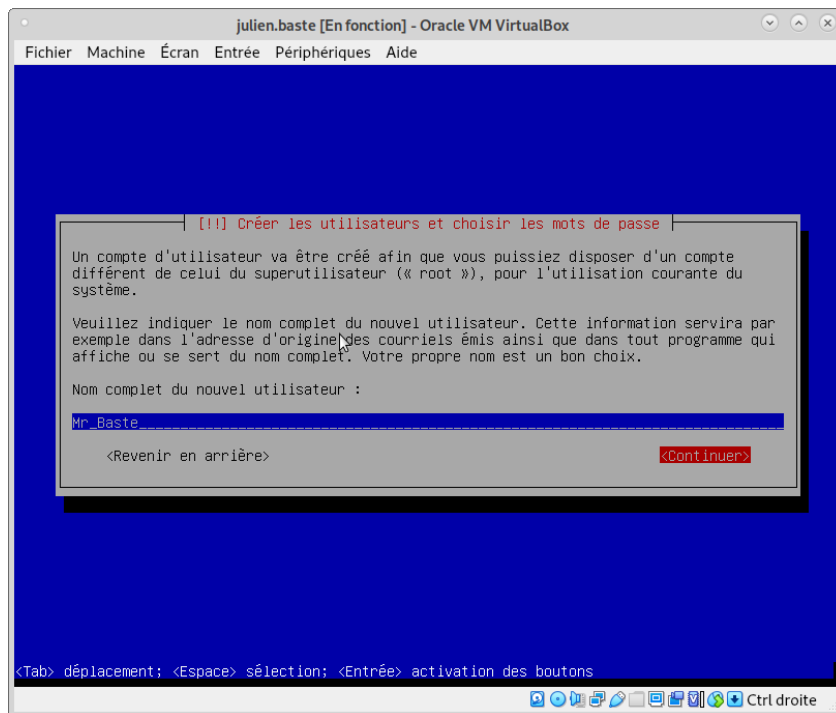 julien.baste [En fonction] - Oracle VM VirtualBox
Fichier Machine Écran Entrée Périphériques Aide
[!!] Créer les utilisateurs et choisir les mots de passe
Un compte d'utilisateur va être créé afin que vous puissiez disposer d'un compte
différent de celui du superutilisateur (« root »), pour l'utilisation courante du
système.
Veuillez indiquer le nom complet du nouvel utilisateur. Cette information servira par
exemple dans l'adresse d'origine des courriels émis ainsi que dans tout programme qui
affiche ou se sert du nom complet. Votre propre nom est un bon choix.
Nom complet du nouvel utilisateur :
Mr_Baste
<Revenir en arrière> <Continuer>
<Tab> déplacement; <Espace> sélection; <Entrée> activation des boutons
Ctrl droite